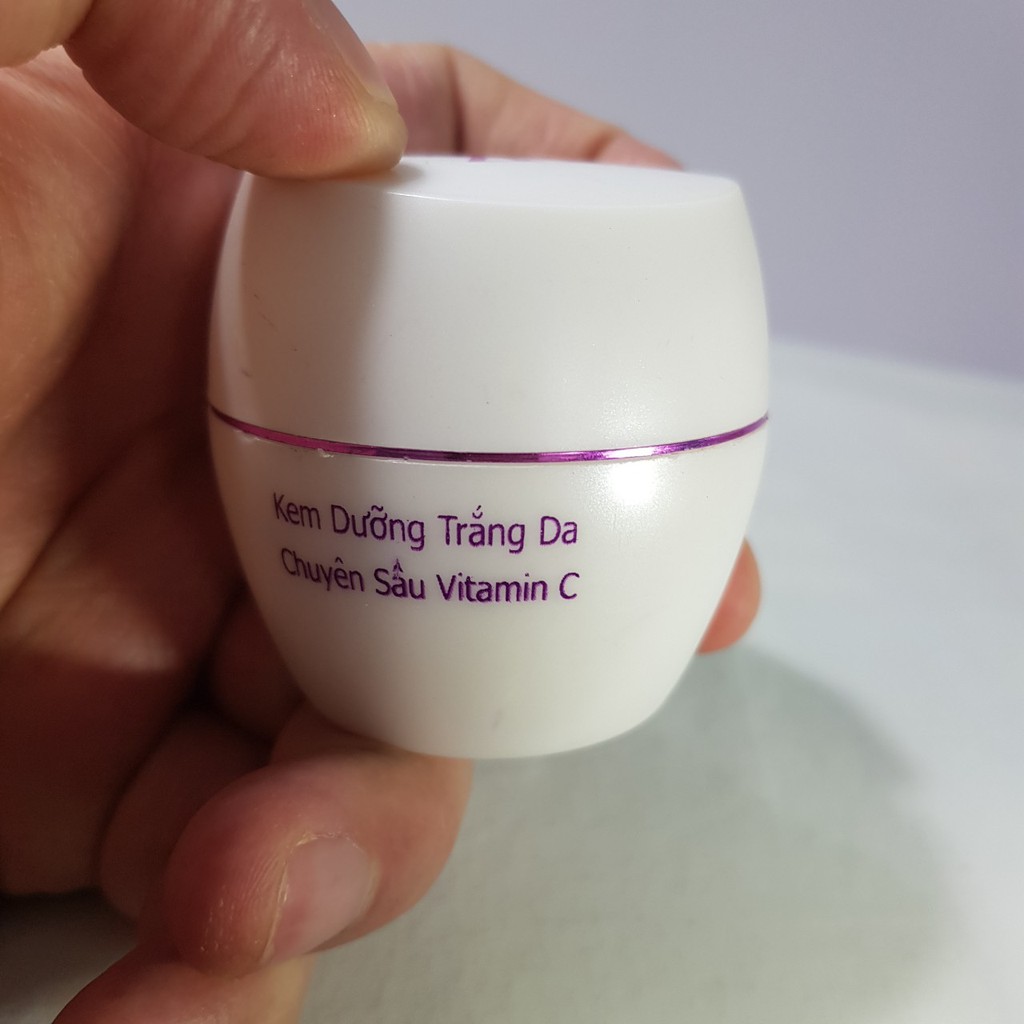 Kem Dưỡng Trắng Da
Chuyên Sâu Vitamin C